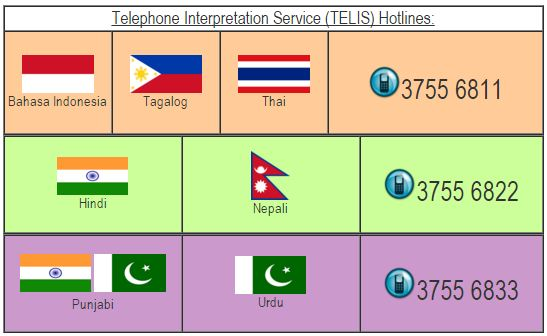 Telephone Interpretation Service (TELIS) Hotlines:
Bahasa Indonesia
Tagalog
Thai
3755 6811
Hindi
Nepali
3755 6822
Punjabi
Urdu
3755 6833